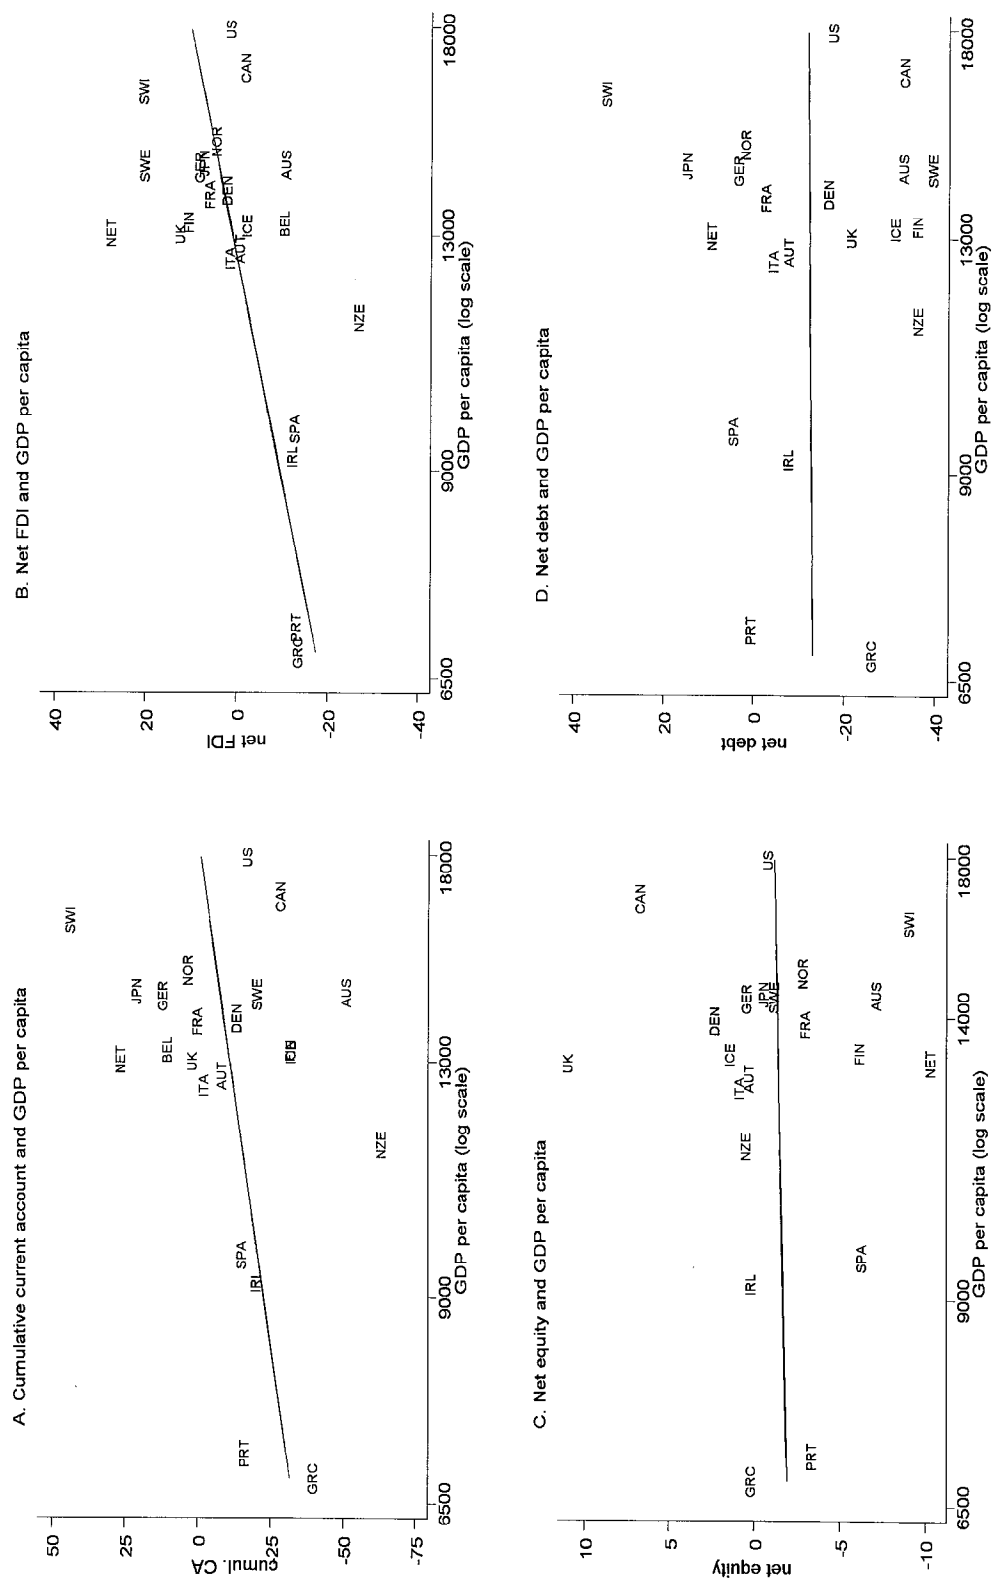 A. Cumulative current account and GDP per capita
50
25
0
-25
-50
-75
cumul. CA
SWI
NET
JPN
GER
BEL
NOR
UK
FRA
ITA
AUT
DEN
US
SWE
PRT
SPA
IRL
CAN
GRC
AUS
NZE
6500
9000
13000
18000
GDP per capita (log scale)
B. Net FDI and GDP per capita
40
20
0
-20
-40
net FDI
NET
SWE
SWI
UK
FIN
GER
JPN
FRA
NOR
DEN
ITA
AUT
ICE
US
CAN
BEL
AUS
IRL
SPA
PRT
GRC
NZE
6500
9000
13000
18000
GDP per capita (log scale)
C. Net equity and GDP per capita
10
5
0
-5
-10
net equity
UK
CAN
DEN
ICE
ITA
AUT
GER
NZE
GRC
IRL
JPN
SWE
US
PRT
FRA
NOR
SPA
FIN
AUS
SWI
NET
6500
9000
14000
18000
GDP per capita (log scale)
D. Net debt and GDP per capita
40
20
0
-20
-40
net debt
SWI
JPN
NET
SPA
GER
NOR
PRT
FRA
ITA
AUT
IRL
DEN
US
UK
GRC
ICE
CAN
AUS
NZE
FIN
SWE
6500
9000
13000
18000
GDP per capita (log scale)